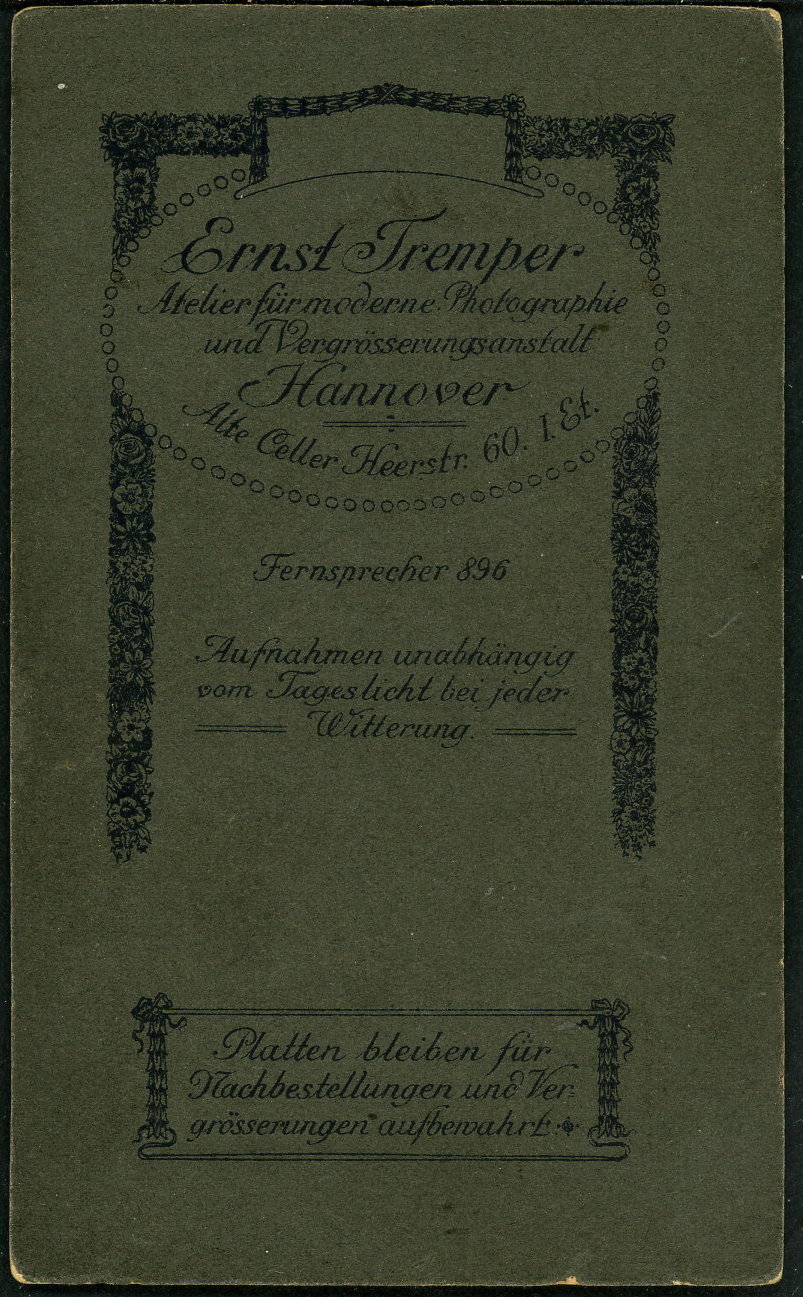 Ernst Tremper
Atelier für moderne Photographie
und Vergrösserungsanstalt
Hannover
Alte Celler Heerstr. 60. I. Et.
Fernsprecher 896
Aufnahmen unabhängig
vom Tageslicht bei jeder
Witterung.
Platten bleiben für
Nachbestellungen und Ver-
grösserungen aufbewahrt.